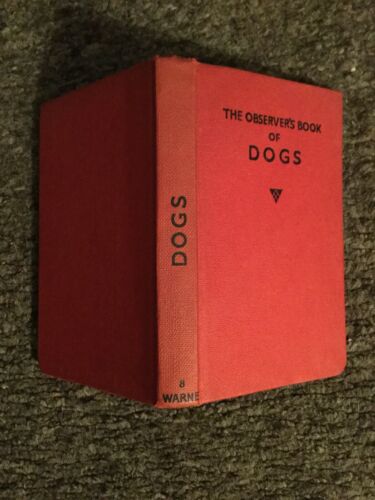 THE OBSERVER'S BOOK
OF
DOGS
DOGS
8
WARNE